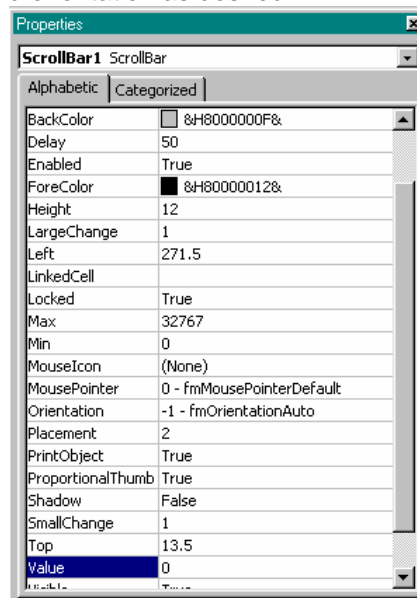 Properties
ScrollBar1 ScrollBar
Alphabetic Categorized
BackColor &H8000000F&
Delay 50
Enabled True
ForeColor &H80000012&
Height 12
LargeChange 1
Left 271.5
LinkedCell
Locked True
Max 32767
Min 0
MouseIcon (None)
MousePointer 0 - fmMousePointerDefault
Orientation -1 - fmOrientationAuto
Placement 2
PrintObject True
ProportionalThumb True
Shadow False
SmallChange 1
Top 13.5
Value 0